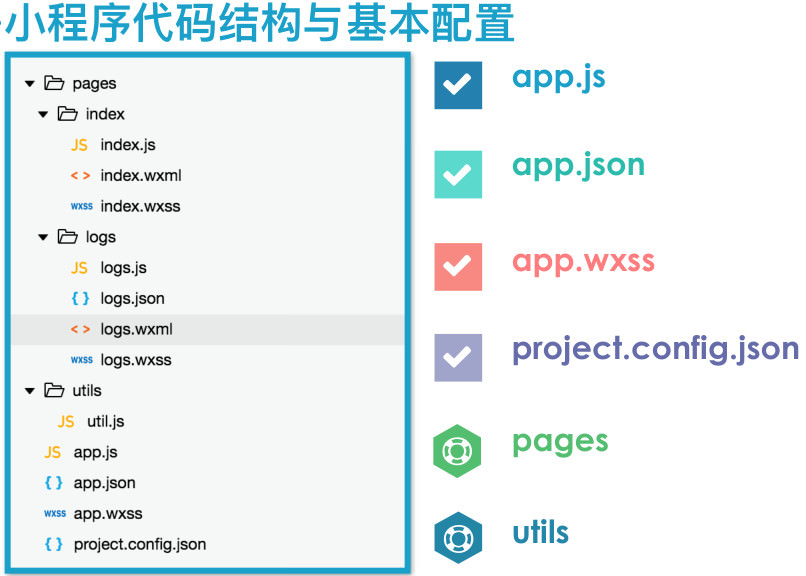 小程序代码结构与基本配置
pages
index
JS index.js
< > index.wxml
wxss index.wxss
logs
JS logs.js
{ } logs.json
< > logs.wxml
wxss logs.wxss
utils
JS util.js
JS app.js
{ } app.json
wxss app.wxss
{ } project.config.json
app.js
app.json
app.wxss
project.config.json
pages
utils